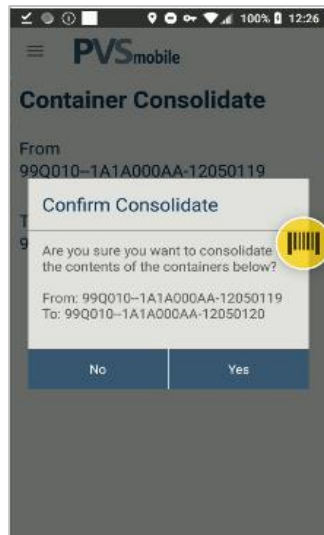 100% 12:26
PVSmobile
Container Consolidate
From
99Q010--1A1A000AA-12050119
T
9
Confirm Consolidate
Are you sure you want to consolidate
the contents of the containers below?
From: 99Q010--1A1A000AA-12050119
To: 99Q010--1A1A000AA-12050120
No Yes